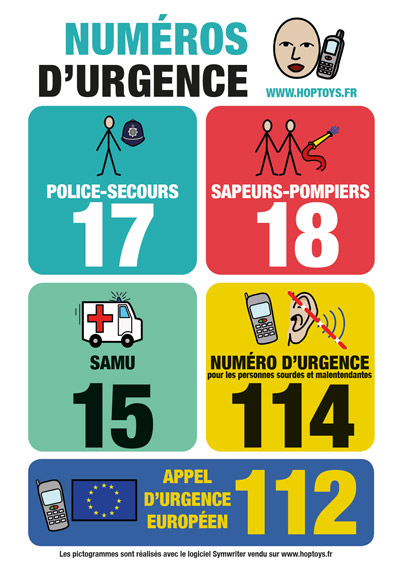 NUMÉROS
D'URGENCE
WWW.HOPTOYS.FR
POLICE-SECOURS
17
SAPEURS-POMPIERS
18
SAMU
15
NUMÉRO D'URGENCE
pour les personnes sourdes et malentendantes
114
APPEL
D'URGENCE
EUROPÉEN
112
Les pictogrammes sont réalisés avec le logiciel Symwriter vendu sur www.hoptoys.fr